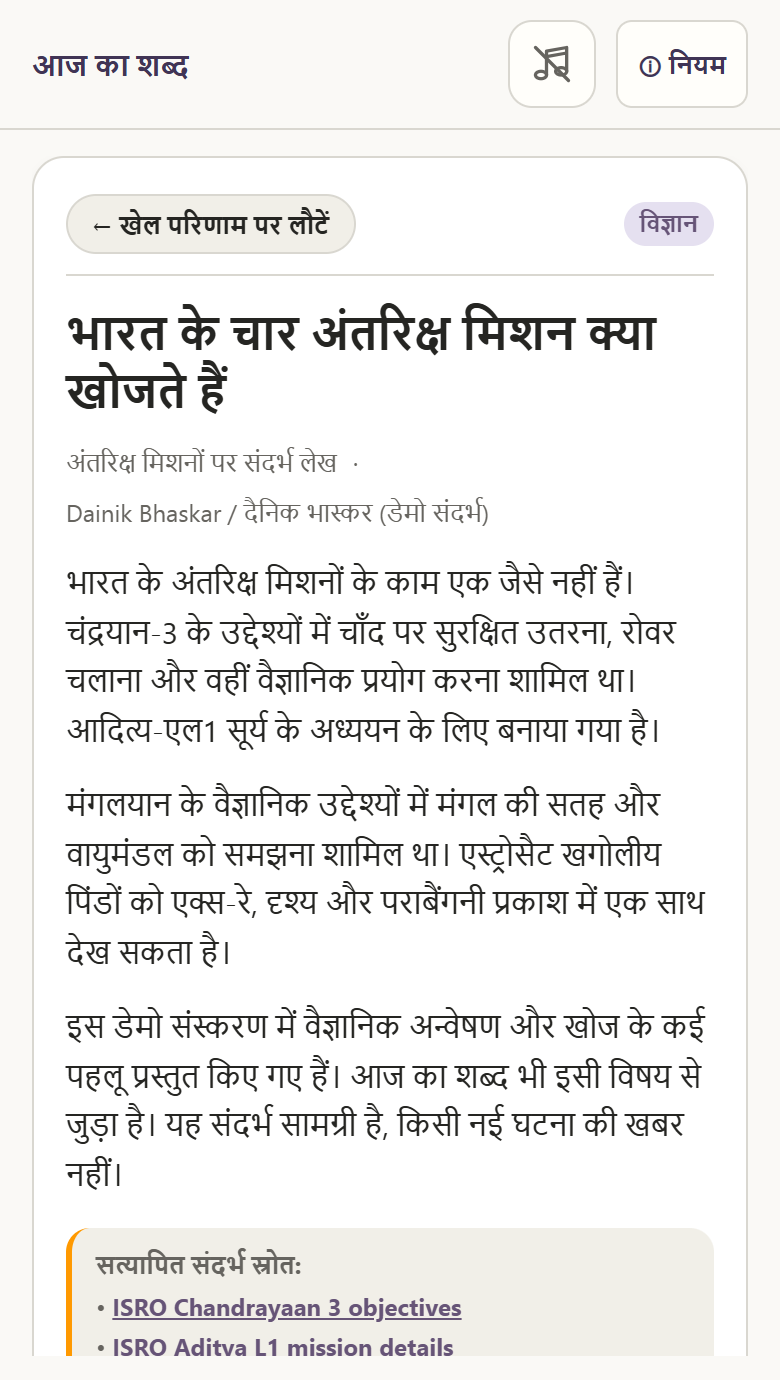 आज का शब्द
ⓘ नियम
← खेल परिणाम पर लौटें
विज्ञान
भारत के चार अंतरिक्ष मिशन क्या
खोजते हैं
अंतरिक्ष मिशनों पर संदर्भ लेख ·
Dainik Bhaskar / दैनिक भास्कर (डेमो संदर्भ)
भारत के अंतरिक्ष मिशनों के काम एक जैसे नहीं हैं।
चंद्रयान-3 के उद्देश्यों में चाँद पर सुरक्षित उतरना, रोवर
चलाना और वहीं वैज्ञानिक प्रयोग करना शामिल था।
आदित्य-एल1 सूर्य के अध्ययन के लिए बनाया गया है।
मंगलयान के वैज्ञानिक उद्देश्यों में मंगल की सतह और
वायुमंडल को समझना शामिल था। एस्ट्रोसैट खगोलीय
पिंडों को एक्स-रे, दृश्य और पराबैंगनी प्रकाश में एक साथ
देख सकता है।
इस डेमो संस्करण में वैज्ञानिक अन्वेषण और खोज के कई
पहलू प्रस्तुत किए गए हैं। आज का शब्द भी इसी विषय से
जुड़ा है। यह संदर्भ सामग्री है, किसी नई घटना की खबर
नहीं।
सत्यापित संदर्भ स्रोत:
• ISRO Chandrayaan 3 objectives
• ISRO Aditya L1 mission details